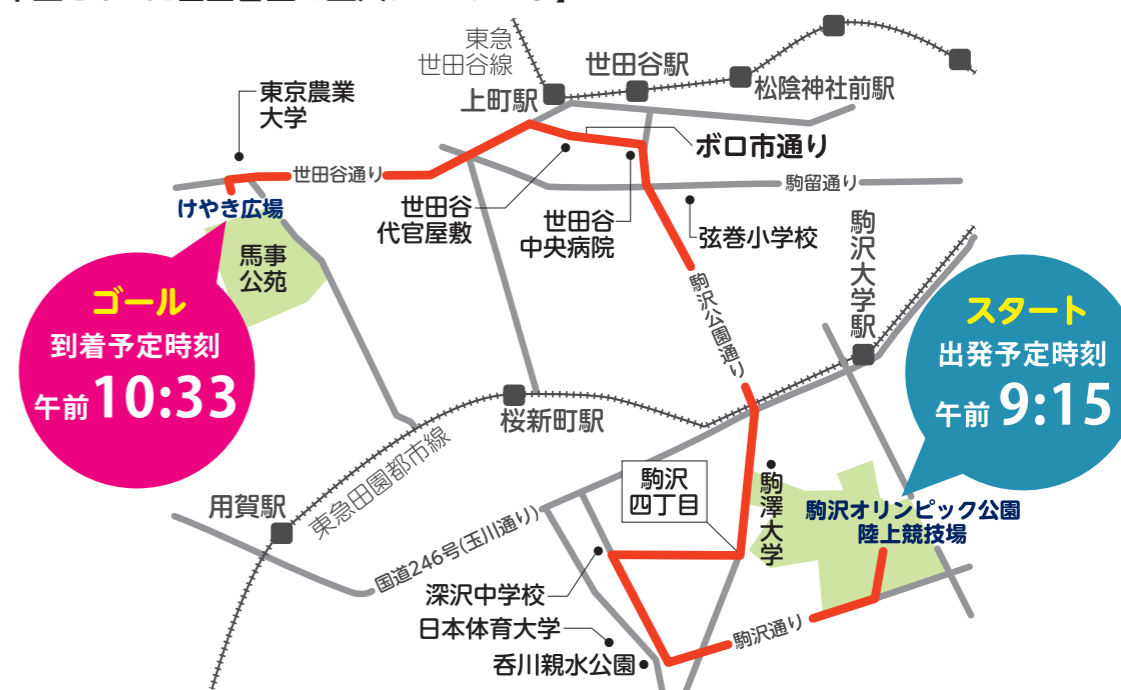 東急
世田谷線
世田谷駅
上町駅
松陰神社前駅
東京農業
大学
ボロ市通り
世田谷通り
駒留通り
けやき広場
世田谷
代官屋敷
世田谷
中央病院
弦巻小学校
馬事
公苑
駒沢大学駅
ゴール
到着予定時刻
午前10:33
スタート
出発予定時刻
午前 9:15
駒沢公園通り
桜新町駅
東急田園都市線
用賀駅
国道246号(玉川通り)
駒沢
四丁目
駒澤大学
駒沢オリンピック公園
陸上競技場
深沢中学校
日本体育大学
呑川親水公園
駒沢通り